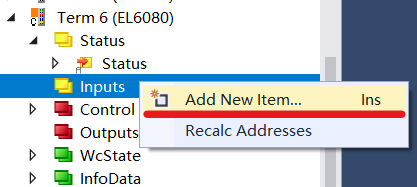 Term 6 (EL6080)
Status
Status
Inputs
Add New Item... Ins
Control
Outputs
Recalc Addresses
WcState
InfoData